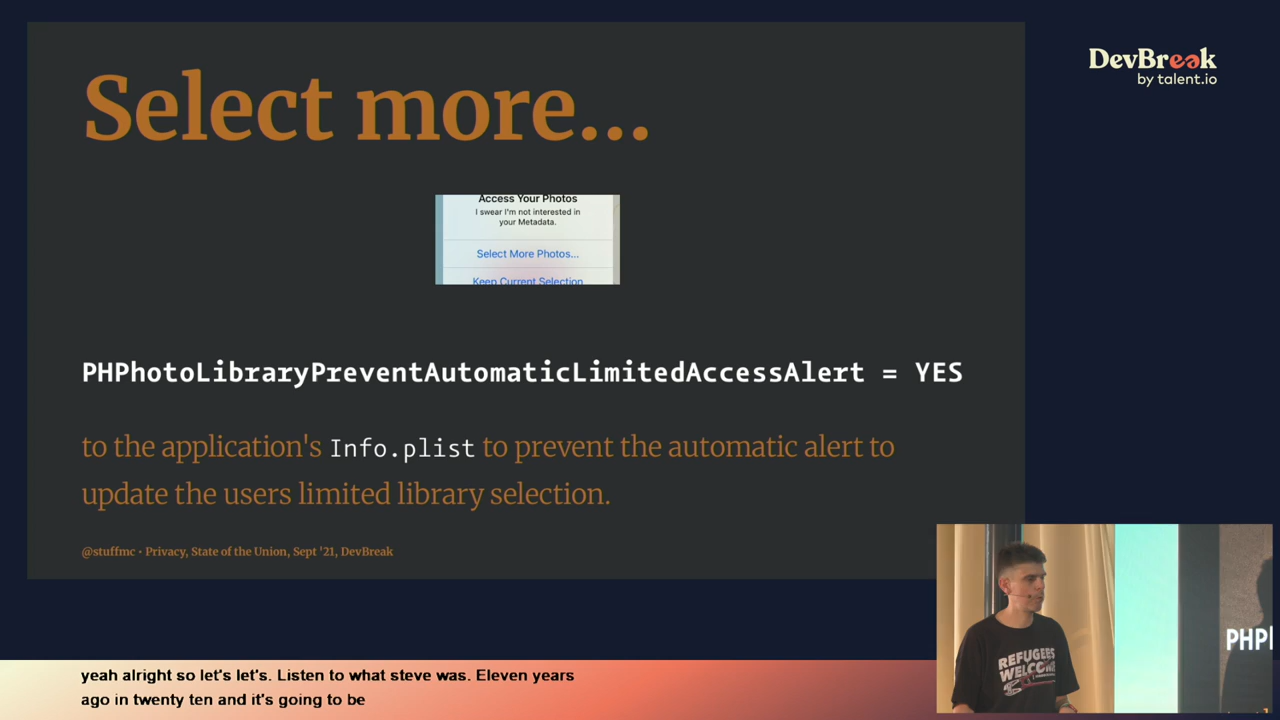 Select more...
DevBreak
by talent.io
Access Your Photos
I swear I'm not interested in
your Metadata.
Select More Photos...
Keep Current Selection
PHPhotoLibraryPreventAutomaticLimitedAccessAlert = YES
to the application's Info.plist to prevent the automatic alert to
update the users limited library selection.
@stuffmc • Privacy, State of the Union, Sept '21, DevBreak
REFUGEES
WELCOME
yeah alright so let's let's. Listen to what steve was. Eleven years
ago in twenty ten and it's going to be